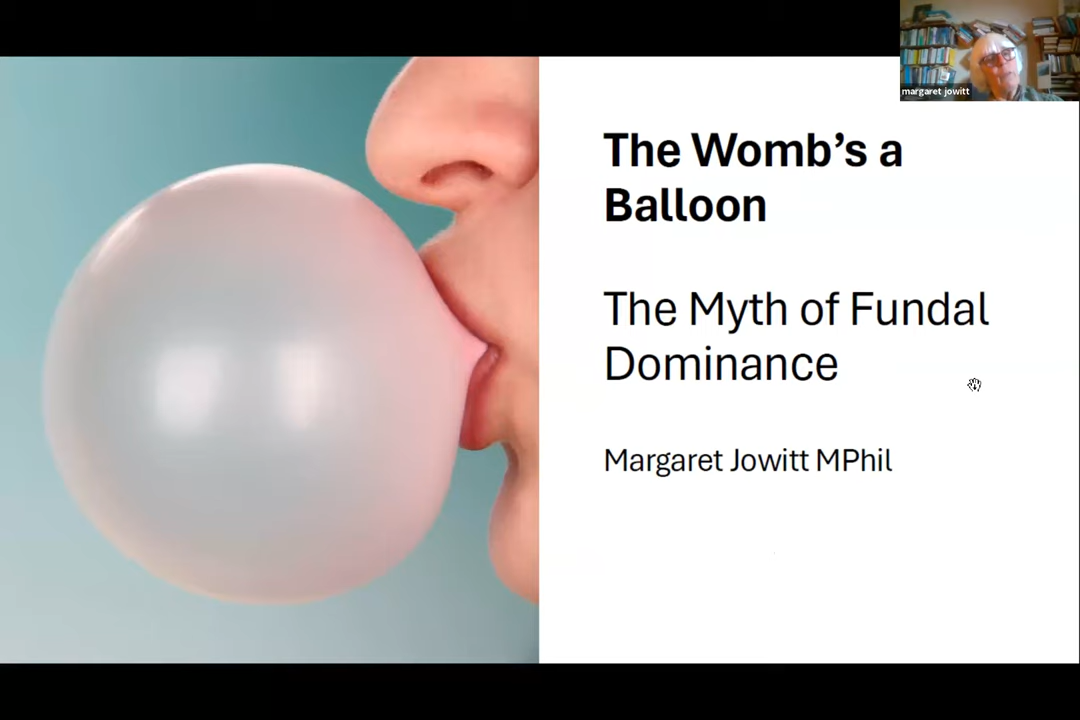 margaret jowitt
The Womb's a
Balloon
The Myth of Fundal
Dominance
Margaret Jowitt MPhil